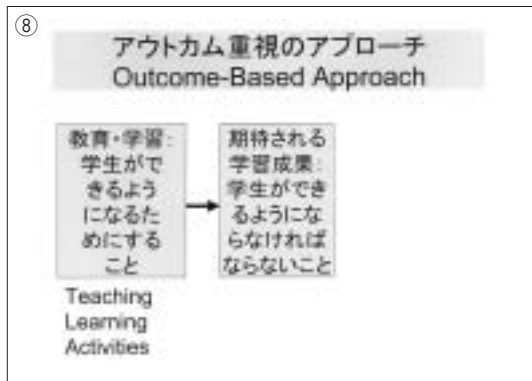 ⑧
アウトカム重視のアプローチ
Outcome-Based Approach
教育・学習:
学生がで
きるよう
になるた
めにする
こと
期待される
学習成果:
学生ができ
るようにな
らなければ
ならないこと
Teaching
Learning
Activities